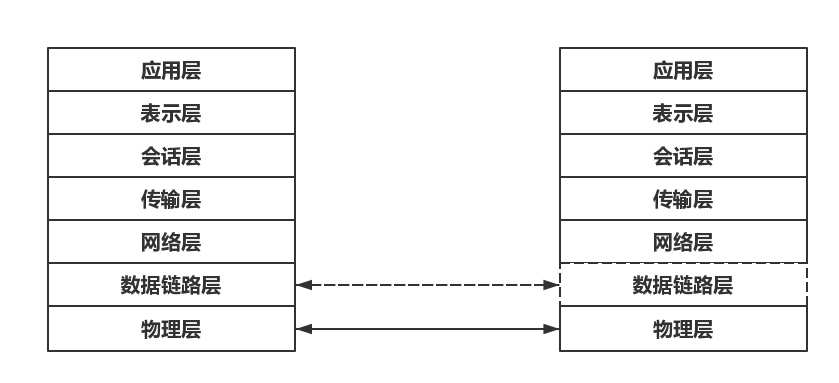 应用层
表示层
会话层
传输层
网络层
数据链路层
物理层
应用层
表示层
会话层
传输层
网络层
数据链路层
物理层